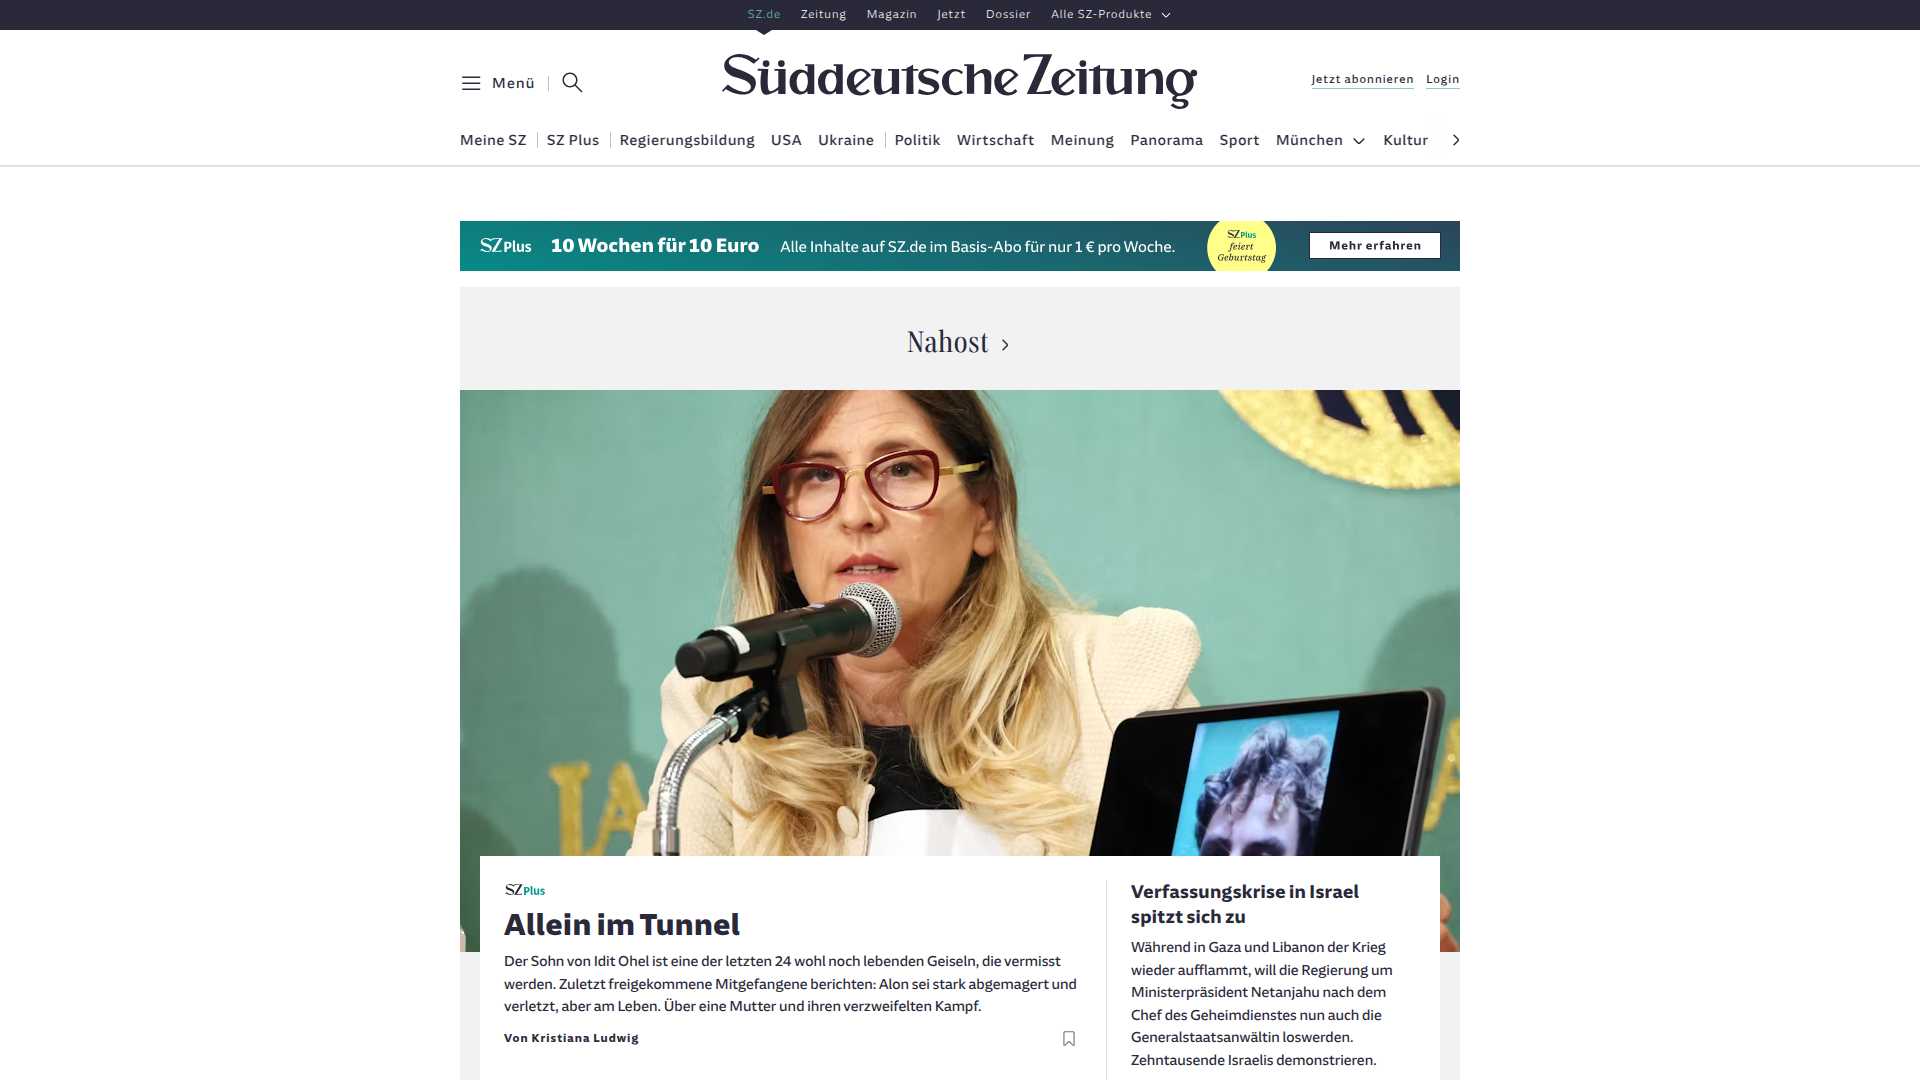 SZ.de Zeitung Magazin Jetzt Dossier Alle SZ-Produkte
Menü
Süddeutsche Zeitung
Jetzt abonnieren Login
Meine SZ SZ Plus Regierungsbildung USA Ukraine Politik Wirtschaft Meinung Panorama Sport München Kultur
SZ Plus 10 Wochen für 10 Euro Alle Inhalte auf SZ.de im Basis-Abo für nur 1 € pro Woche.
SZ Plus
feiert
Geburtstag
Mehr erfahren
Nahost
JA
SZ Plus
Allein im Tunnel
Der Sohn von Idit Ohel ist eine der letzten 24 wohl noch lebenden Geiseln, die vermisst
werden. Zuletzt freigekommene Mitgefangene berichten: Alon sei stark abgemagert und
verletzt, aber am Leben. Über eine Mutter und ihren verzweifelten Kampf.
Von Kristiana Ludwig
Verfassungskrise in Israel
spitzt sich zu
Während in Gaza und Libanon der Krieg
wieder aufflammt, will die Regierung um
Ministerpräsident Netanjahu nach dem
Chef des Geheimdienstes nun auch die
Generalstaatsanwältin loswerden.
Zehntausende Israelis demonstrieren.